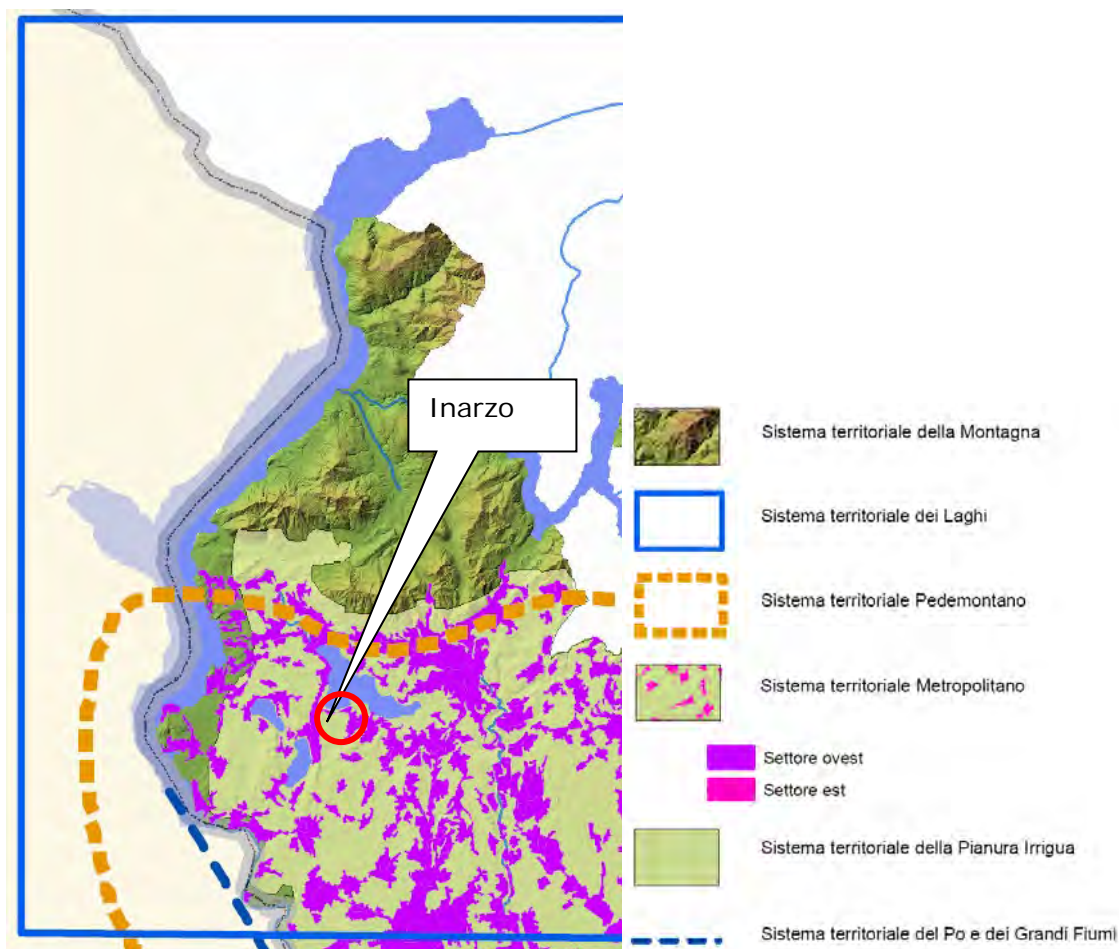 Inarzo
Sistema territoriale della Montagna
Sistema territoriale dei Laghi
Sistema territoriale Pedemontano
Sistema territoriale Metropolitano
Settore ovest
Settore est
Sistema territoriale della Pianura Irrigua
Sistema territoriale del Po e dei Grandi Fiumi